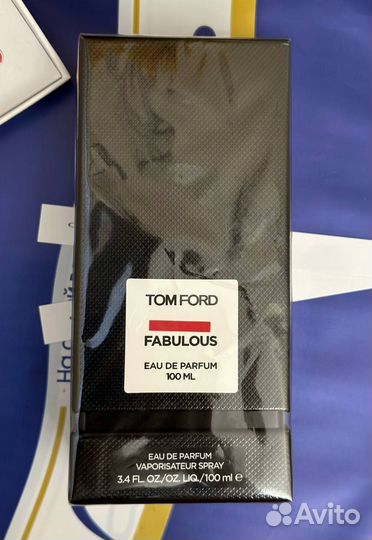 TOM FORD
FABULOUS
EAU DE PARFUM
100 ML
EAU DE PARFUM
VAPORISATEUR SPRAY
3.4 FL. OZ./OZ. LIQ./100 ml e
Avito